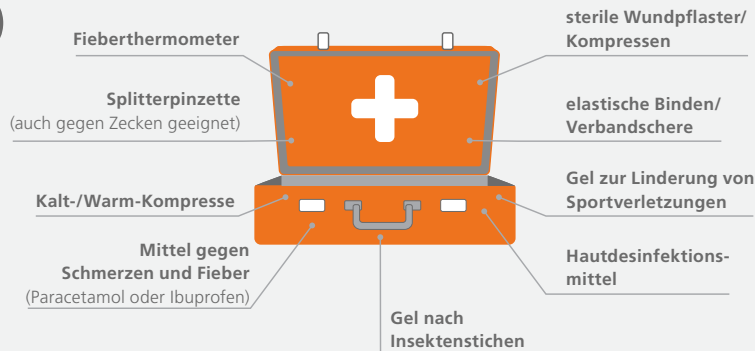 Fieberthermometer
Splitterpinzette
(auch gegen Zecken geeignet)
Kalt-/Warm-Kompresse
Mittel gegen
Schmerzen und Fieber
(Paracetamol oder Ibuprofen)
Gel nach
Insektenstichen
sterile Wundpflaster/
Kompressen
elastische Binden/
Verbandschere
Gel zur Linderung von
Sportverletzungen
Hautdesinfektions-
mittel